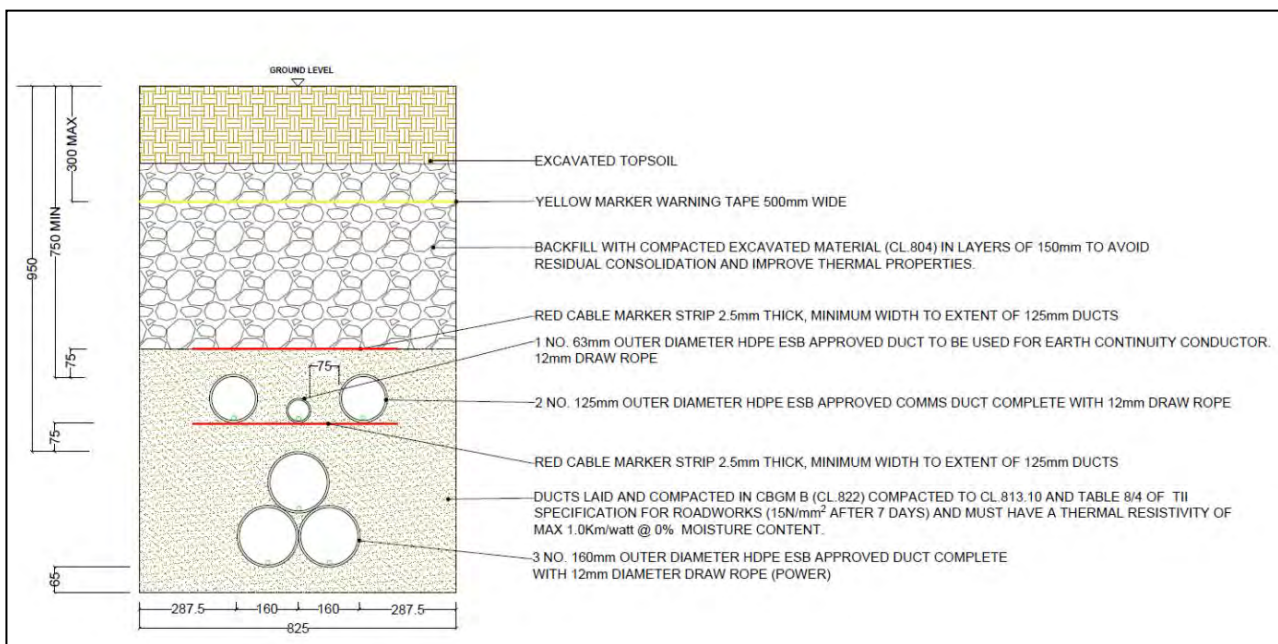 GROUND LEVEL
300 MAX
750 MIN
950
75
75
65
75
EXCAVATED TOPSOIL
YELLOW MARKER WARNING TAPE 500mm WIDE
BACKFILL WITH COMPACTED EXCAVATED MATERIAL (CL.804) IN LAYERS OF 150mm TO AVOID
RESIDUAL CONSOLIDATION AND IMPROVE THERMAL PROPERTIES.
RED CABLE MARKER STRIP 2.5mm THICK, MINIMUM WIDTH TO EXTENT OF 125mm DUCTS
1 NO. 63mm OUTER DIAMETER HDPE ESB APPROVED DUCT TO BE USED FOR EARTH CONTINUITY CONDUCTOR.
12mm DRAW ROPE
2 NO. 125mm OUTER DIAMETER HDPE ESB APPROVED COMMS DUCT COMPLETE WITH 12mm DRAW ROPE
RED CABLE MARKER STRIP 2.5mm THICK, MINIMUM WIDTH TO EXTENT OF 125mm DUCTS
DUCTS LAID AND COMPACTED IN CBGM B (CL.822) COMPACTED TO CL.813.10 AND TABLE 8/4 OF TII
SPECIFICATION FOR ROADWORKS (15N/mm² AFTER 7 DAYS) AND MUST HAVE A THERMAL RESISTIVITY OF
MAX 1.0Km/watt @ 0% MOISTURE CONTENT.
3 NO. 160mm OUTER DIAMETER HDPE ESB APPROVED DUCT COMPLETE
WITH 12mm DIAMETER DRAW ROPE (POWER)
287.5 160 160 287.5
825